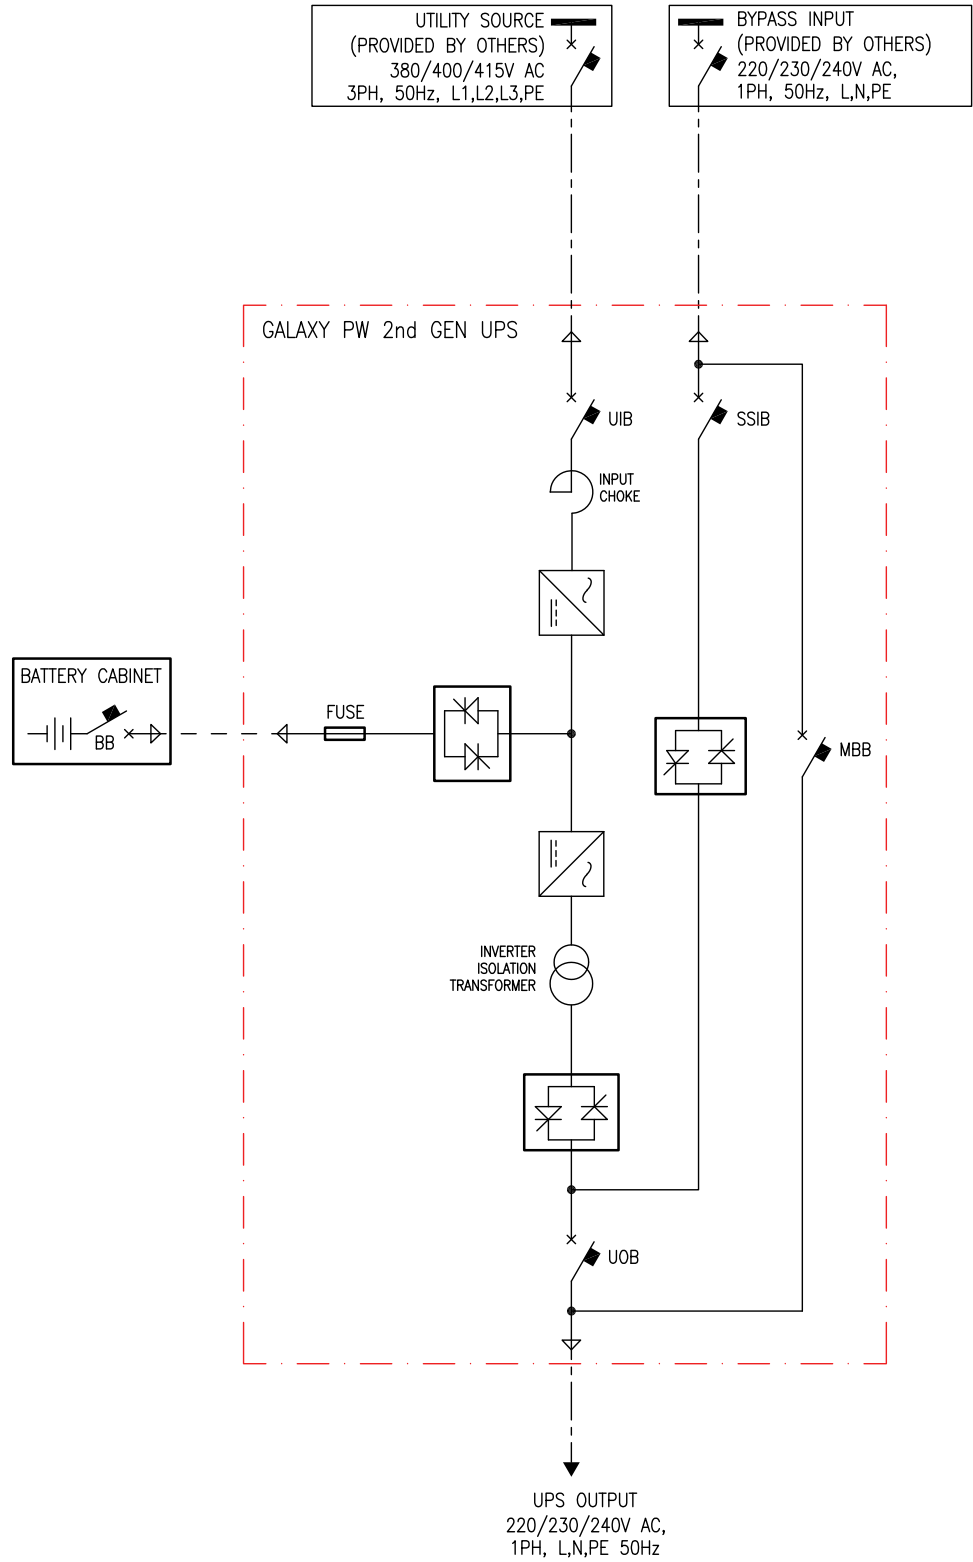 UTILITY SOURCE
(PROVIDED BY OTHERS)
380/400/415V AC
3PH, 50Hz, L1,L2,L3,PE
BYPASS INPUT
(PROVIDED BY OTHERS)
220/230/240V AC,
1PH, 50Hz, L,N,PE
GALAXY PW 2nd GEN UPS
UIB
SSIB
INPUT
CHOKE
BATTERY CABINET
BB
FUSE
MBB
INVERTER
ISOLATION
TRANSFORMER
UOB
UPS OUTPUT
220/230/240V AC,
1PH, L,N,PE 50Hz